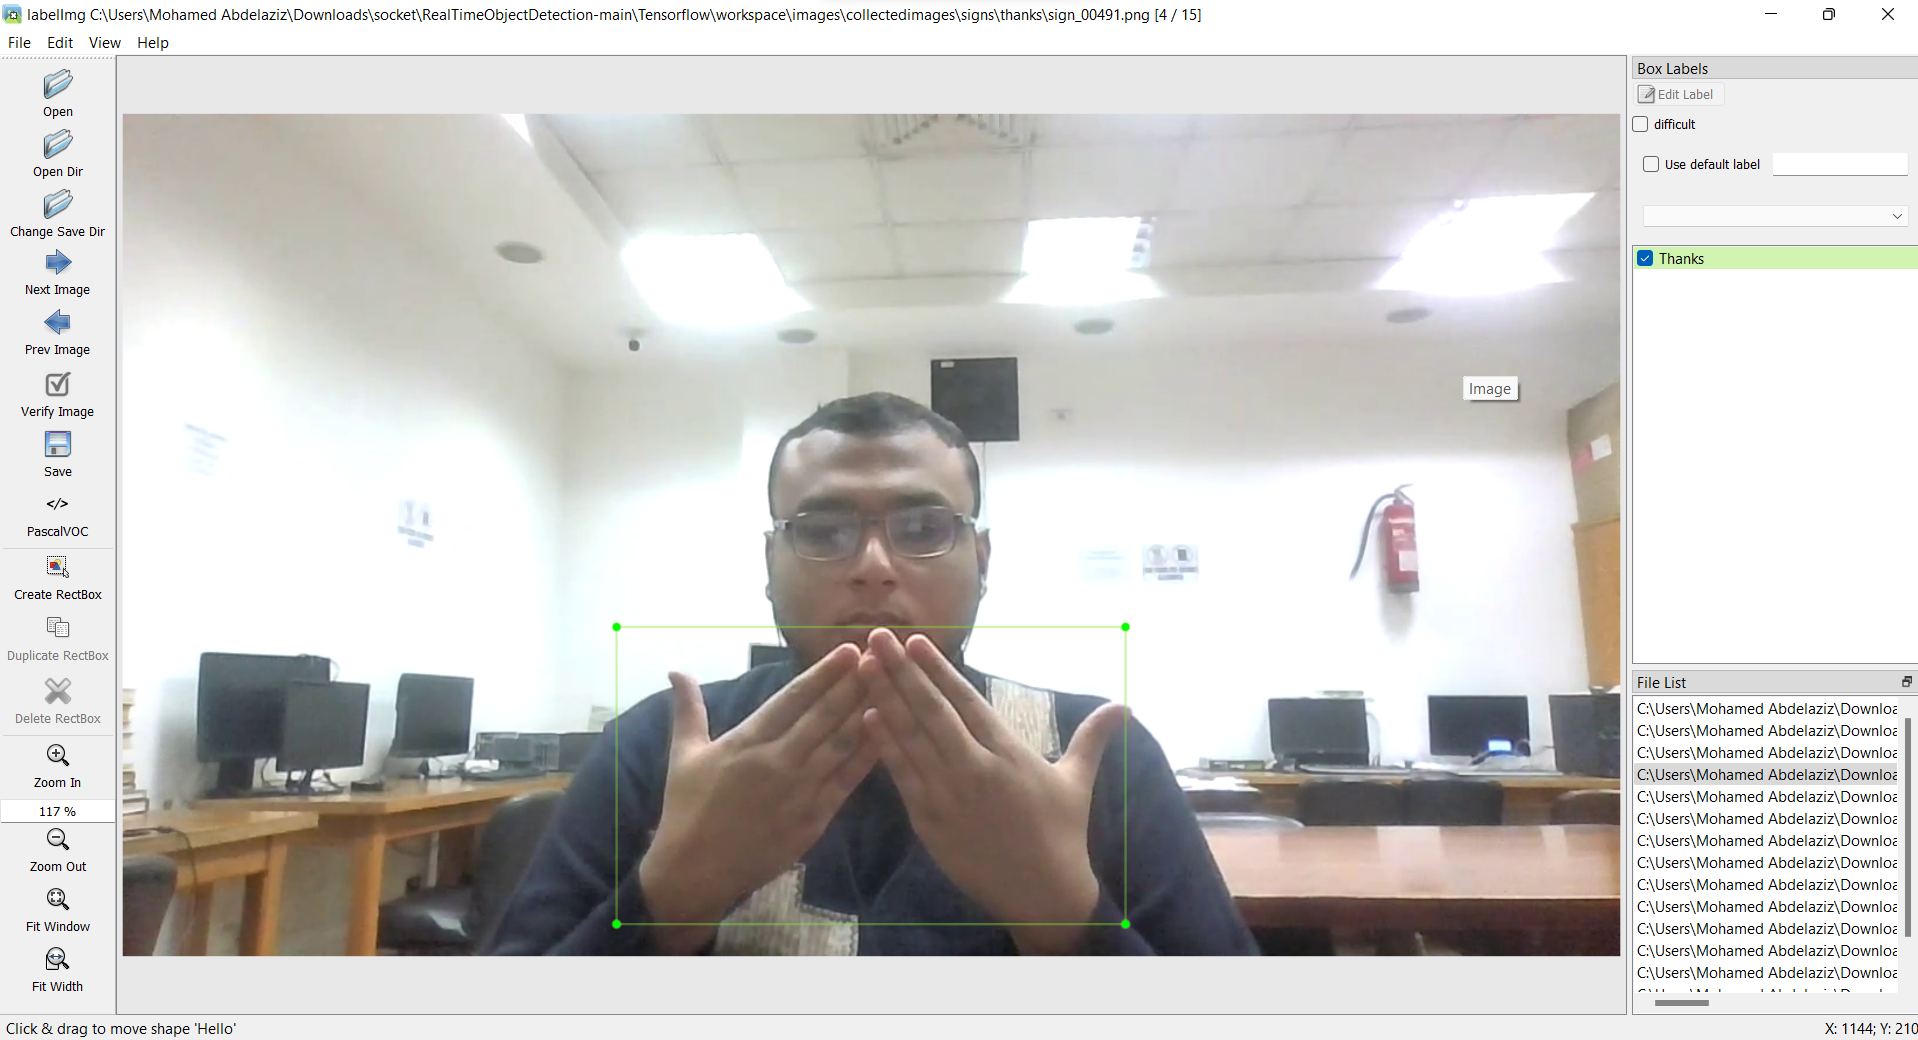 labelImg C:\Users\Mohamed Abdelaziz\Downloads\socket\RealTimeObjectDetection-main\Tensorflow\workspace\images\collectedimages\signs\thanks\sign_00491.png [4 / 15]
File Edit View Help
Open
Open Dir
Change Save Dir
Next Image
Prev Image
Verify Image
Save
</>
PascalVOC
Create RectBox
Duplicate RectBox
Delete RectBox
Zoom In
117 %
Zoom Out
Fit Window
Fit Width
Image
Box Labels
Edit Label
difficult
Use default label
Thanks
File List
C:\Users\Mohamed Abdelaziz\Downloa
C:\Users\Mohamed Abdelaziz\Downloa
C:\Users\Mohamed Abdelaziz\Downloa
C:\Users\Mohamed Abdelaziz\Downloa
C:\Users\Mohamed Abdelaziz\Downloa
C:\Users\Mohamed Abdelaziz\Downloa
C:\Users\Mohamed Abdelaziz\Downloa
C:\Users\Mohamed Abdelaziz\Downloa
C:\Users\Mohamed Abdelaziz\Downloa
C:\Users\Mohamed Abdelaziz\Downloa
C:\Users\Mohamed Abdelaziz\Downloa
C:\Users\Mohamed Abdelaziz\Downloa
C:\Users\Mohamed Abdelaziz\Downloa
Click & drag to move shape 'Hello'
X: 1144; Y: 210